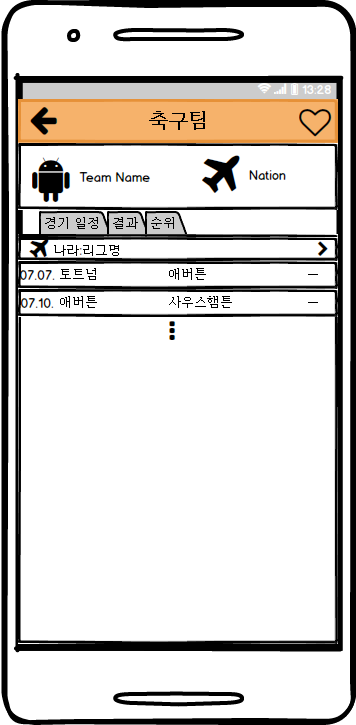 13:28
축구팀
Team Name Nation
경기 일정 결과 순위
나라:리그명
07.07. 토트넘 애버튼 –
07.10. 애버튼 사우스햄튼 –